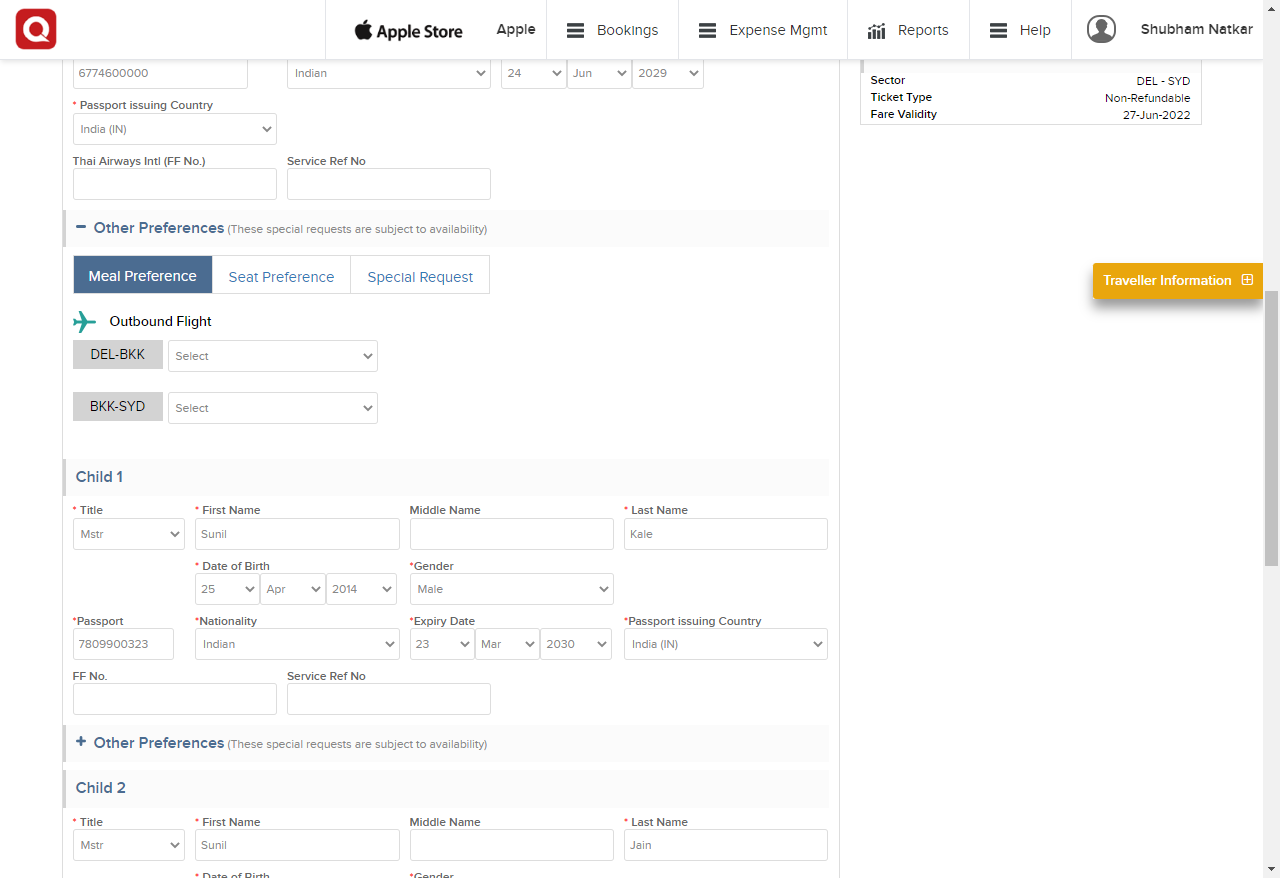 Apple Store
Apple
Bookings
Expense Mgmt
Reports
Help
Shubham Natkar
6774600000
Indian
24
Jun
2029
Sector
DEL - SYD
Ticket Type
Non-Refundable
Fare Validity
27-Jun-2022
* Passport issuing Country
India (IN)
Thai Airways Intl (FF No.)
Service Ref No
Other Preferences (These special requests are subject to availability)
Meal Preference
Seat Preference
Special Request
Traveller Information
Outbound Flight
DEL-BKK
Select
BKK-SYD
Select
Child 1
* Title
* First Name
Middle Name
* Last Name
Mstr
Sunil
Kale
* Date of Birth
*Gender
25
Apr
2014
Male
*Passport
*Nationality
*Expiry Date
*Passport issuing Country
7809900323
Indian
23
Mar
2030
India (IN)
FF No.
Service Ref No
+ Other Preferences (These special requests are subject to availability)
Child 2
* Title
* First Name
Middle Name
* Last Name
Mstr
Sunil
Jain
* Date of Birth
*Gender